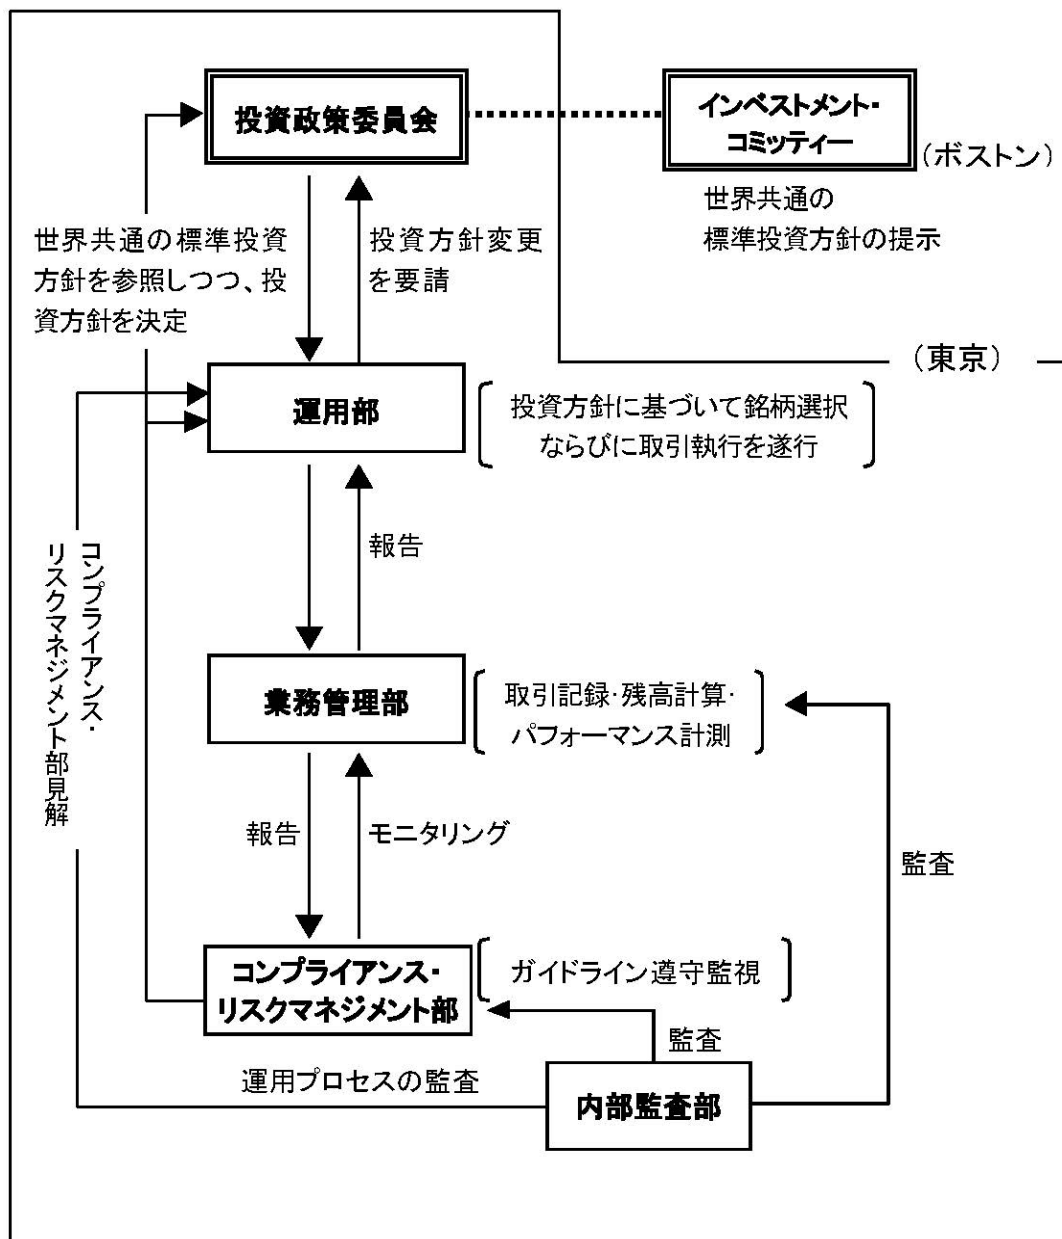 投資政策委員会
インベストメント・
コミッティー
（ボストン）
世界共通の
標準投資方針の提示
世界共通の標準投資
方針を参照しつつ、投
資方針を決定
投資方針変更
を要請
（東京）
運用部
投資方針に基づいて銘柄選択
ならびに取引執行を遂行
報告
コンプライアンス・
リスクマネジメント部見解
業務管理部
取引記録・残高計算・
パフォーマンス計測
報告
モニタリング
監査
コンプライアンス・
リスクマネジメント部
ガイドライン遵守監視
監査
運用プロセスの監査
内部監査部